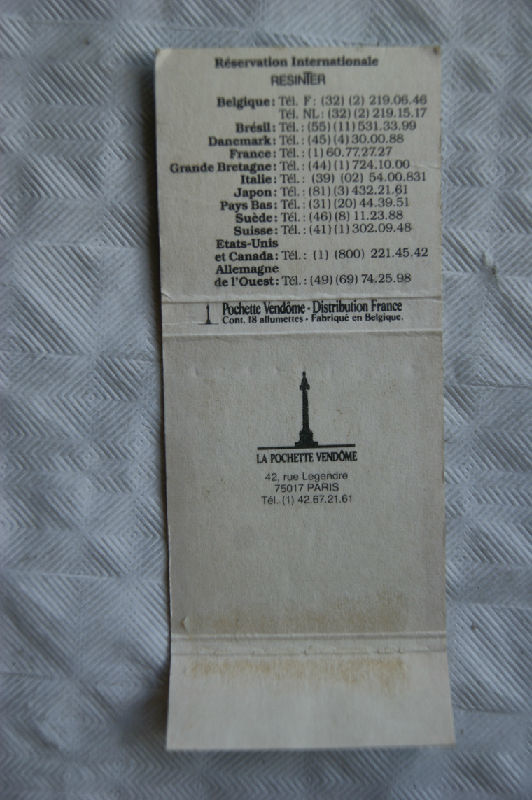 Réservation Internationale
RESINTER
Belgique: Tél. F: (32) (2) 219.06.46
Tél. NL: (32) (2) 219.15.17
Brésil: Tél.: (55) (11) 531.33.99
Danemark: Tél.: (45) (4) 30.00.88
France: Tél.: (1) 60.77.27.27
Grande Bretagne: Tél.: (44) (1) 724.10.00
Italie: Tél.: (39) (02) 54.00.831
Japon: Tél.: (81) (3) 432.21.61
Pays Bas: Tél.: (31) (20) 44.39.51
Suède: Tél.: (46) (8) 11.23.88
Suisse: Tél.: (41) (1) 302.09.48
Etats-Unis
et Canada: Tél.: (1) (800) 221.45.42
Allemagne
de l'Ouest: Tél.: (49) (69) 74.25.98
1 Pochette Vendôme - Distribution France
Cont. 18 allumettes - Fabriqué en Belgique.
LA POCHETTE VENDÔME
42, rue Legendre
75017 PARIS
Tél. (1) 42.67.21.61